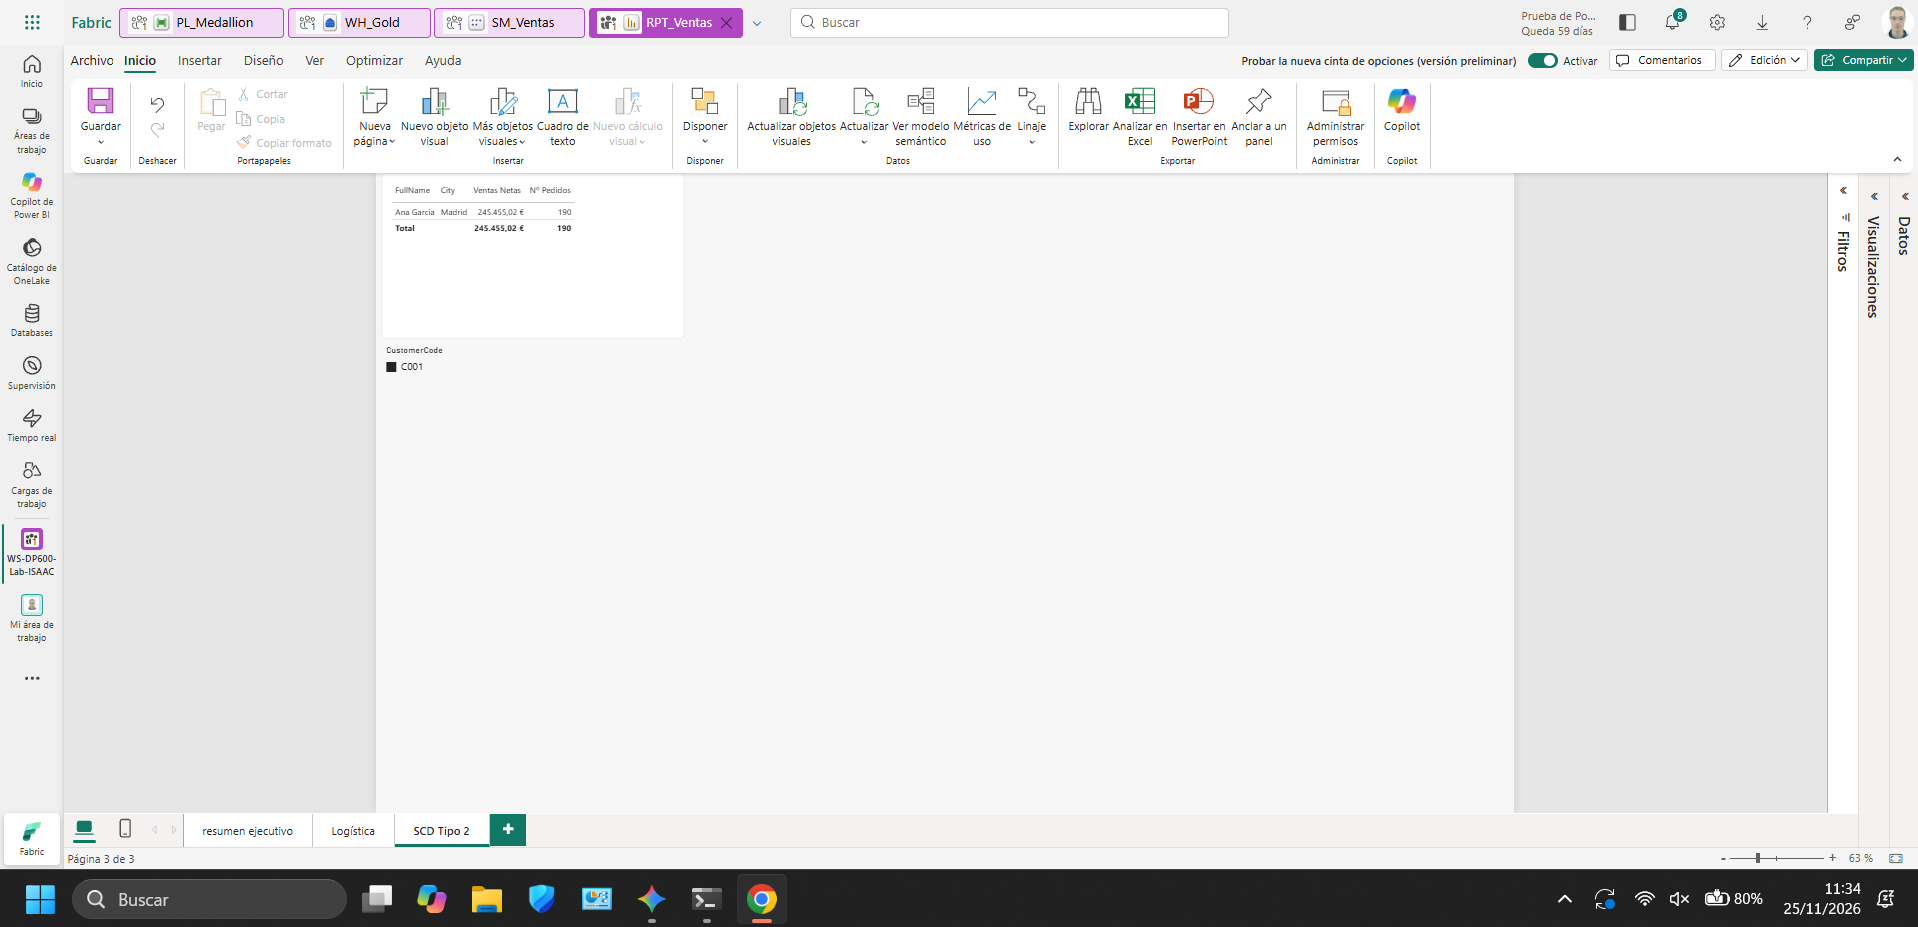 Fabric
PL_Medallion
WH_Gold
SM_Ventas
RPT_Ventas
Buscar
Prueba de Po...
Queda 59 días
8
Archivo
Inicio
Insertar
Diseño
Ver
Optimizar
Ayuda
Probar la nueva cinta de opciones (versión preliminar)
Activar
Comentarios
Edición
Compartir
Guardar
Guardar
Deshacer
Pegar
Cortar
Copia
Copiar formato
Portapapeles
Nueva página
Nuevo objeto visual
Más objetos visuales
Cuadro de texto
Nuevo cálculo visual
Insertar
Disponer
Disponer
Actualizar objetos visuales
Actualizar
Ver modelo semántico
Métricas de uso
Linaje
Datos
Explorar
Analizar en Excel
Insertar en PowerPoint
Anclar a un panel
Exportar
Administrar permisos
Administrar
Copilot
Copilot
Inicio
Áreas de trabajo
Copilot de Power BI
Catálogo de OneLake
Databases
Supervisión
Tiempo real
Cargas de trabajo
WS-DP600-Lab-ISAAC
Mi área de trabajo
Fabric
FullName City Ventas Netas Nº Pedidos
Ana Garcia Madrid 245.455,02 € 190
Total 245.455,02 € 190
CustomerCode
C001
Filtros
Visualizaciones
Datos
resumen ejecutivo
Logística
SCD Tipo 2
Página 3 de 3
- + 63 %
Buscar
80%
11:34
25/11/2026